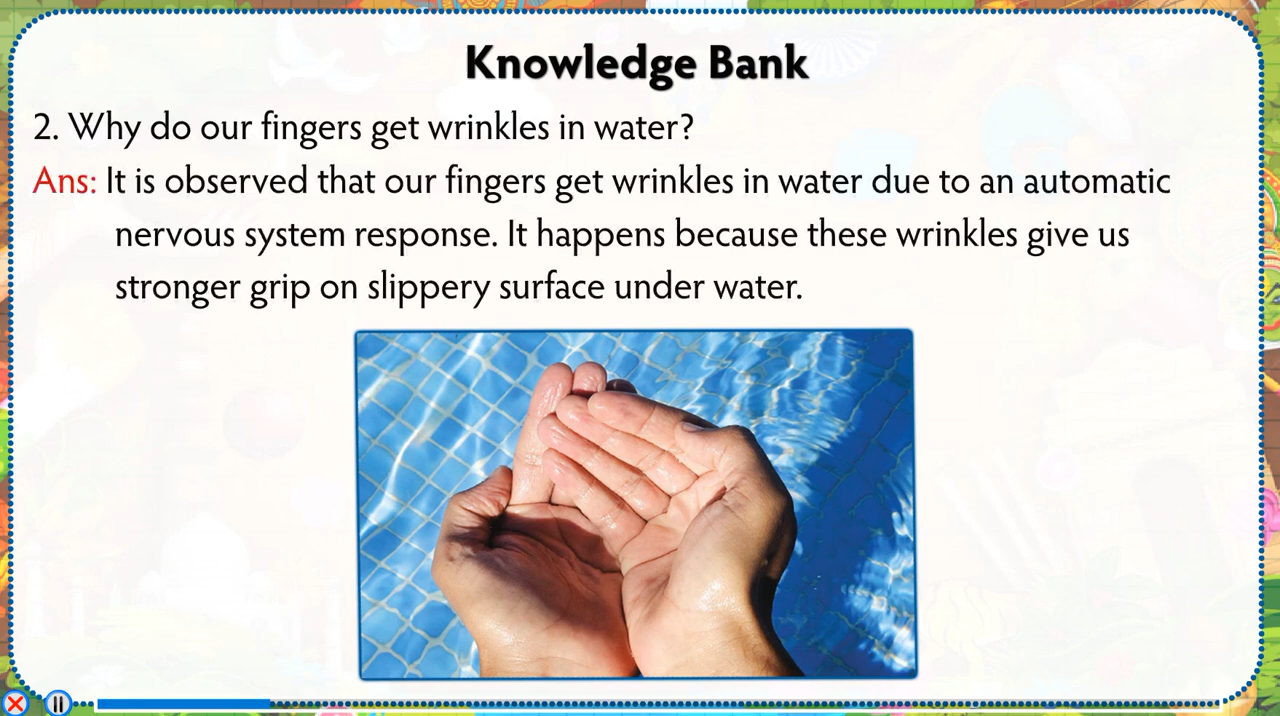 Knowledge Bank
2. Why do our fingers get wrinkles in water?
Ans: It is observed that our fingers get wrinkles in water due to an automatic
nervous system response. It happens because these wrinkles give us
stronger grip on slippery surface under water.